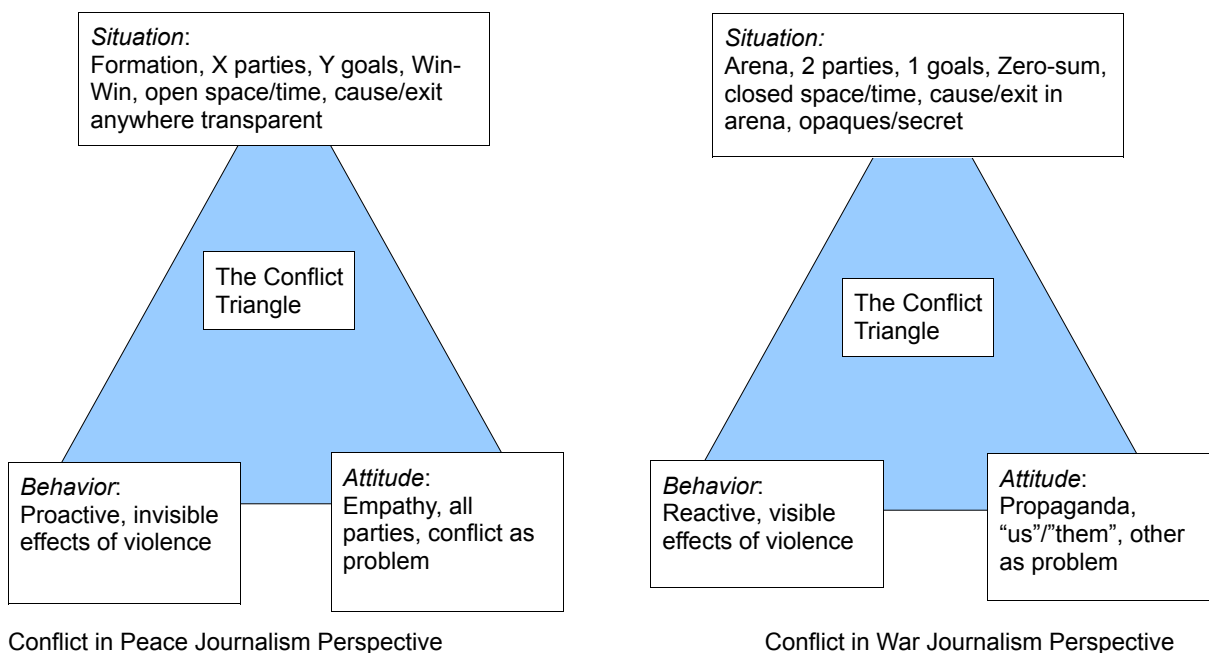 Situation:
Formation, X parties, Y goals, Win-
Win, open space/time, cause/exit
anywhere transparent
The Conflict
Triangle
Behavior:
Proactive, invisible
effects of violence
Attitude:
Empathy, all
parties, conflict as
problem
Conflict in Peace Journalism Perspective
Situation:
Arena, 2 parties, 1 goals, Zero-sum,
closed space/time, cause/exit in
arena, opaques/secret
The Conflict
Triangle
Behavior:
Reactive, visible
effects of violence
Attitude:
Propaganda,
“us”/”them”, other
as problem
Conflict in War Journalism Perspective